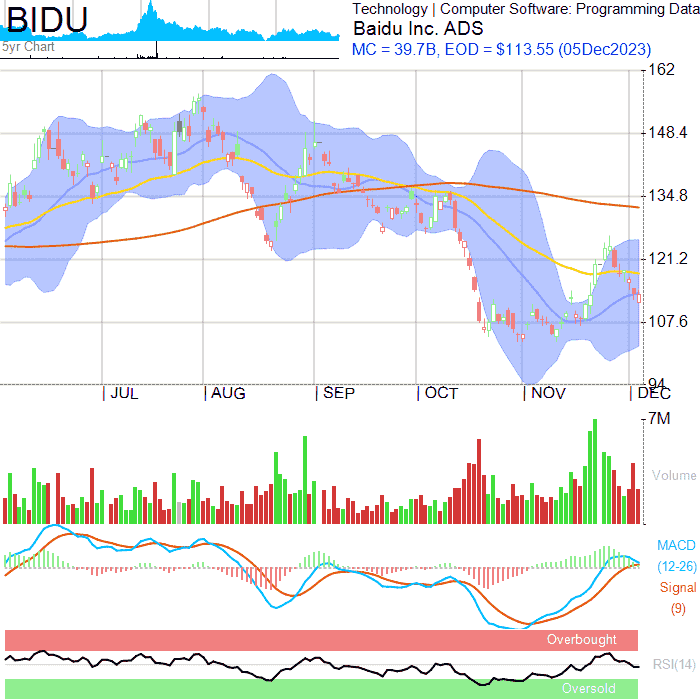 BIDU
5yr Chart
Technology | Computer Software: Programming Data
Baidu Inc. ADS
MC = 39.7B, EOD = $113.55 (05Dec2023)
162
148.4
134.8
121.2
107.6
94
JUL AUG SEP OCT NOV DEC
7M
Volume
MACD
(12-26)
Signal
(9)
Overbought
RSI(14)
Oversold